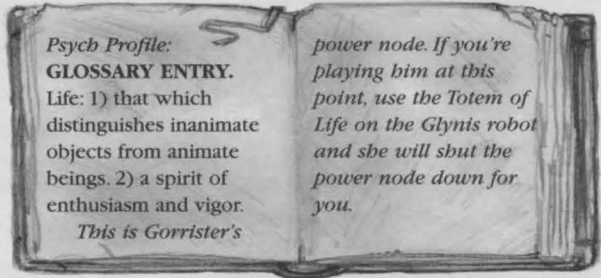 Psych Profile:
GLOSSARY ENTRY.
Life: 1) that which
distinguishes inanimate
objects from animate
beings. 2) a spirit of
enthusiasm and vigor.
This is Gorrister's
power node. If you're
playing him at this
point, use the Totem of
Life on the Glynis robot
and she will shut the
power node down for
you.